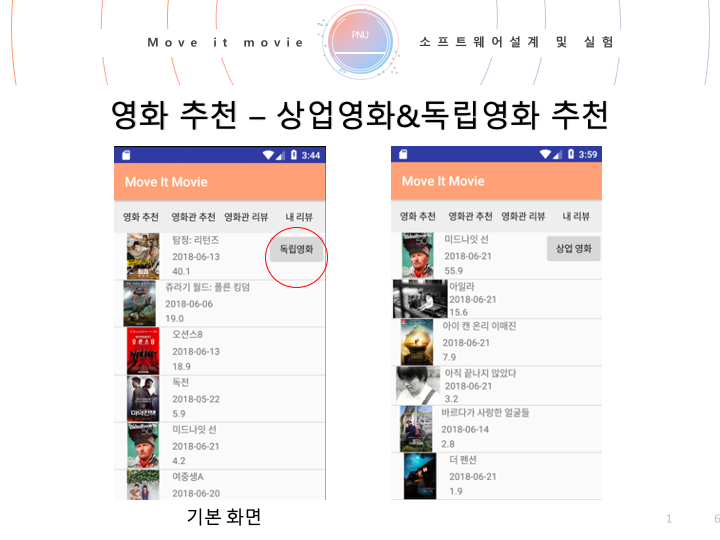 Move it movie
PNU
소프트웨어설계 및 실험
영화 추천 – 상업영화&독립영화 추천
3:44
Move It Movie
영화 추천 영화관 추천 영화관 리뷰 내 리뷰
탐정: 리턴즈
독립영화
2018-06-13
40.1
쥬라기 월드: 폴른 킹덤
2018-06-06
19.0
오션스8
2018-06-13
18.9
독전
2018-05-22
5.9
미드나잇 선
2018-06-21
4.2
여중생A
2018-06-20
기본 화면
3:59
Move It Movie
영화 추천 영화관 추천 영화관 리뷰 내 리뷰
미드나잇 선
상업 영화
2018-06-21
55.9
아일라
2018-06-21
15.6
아이 캔 온리 이매진
2018-06-21
7.9
아직 끝나지 않았다
2018-06-21
3.2
바르다가 사랑한 얼굴들
2018-06-14
2.8
더 펜션
2018-06-21
1.9
1 6